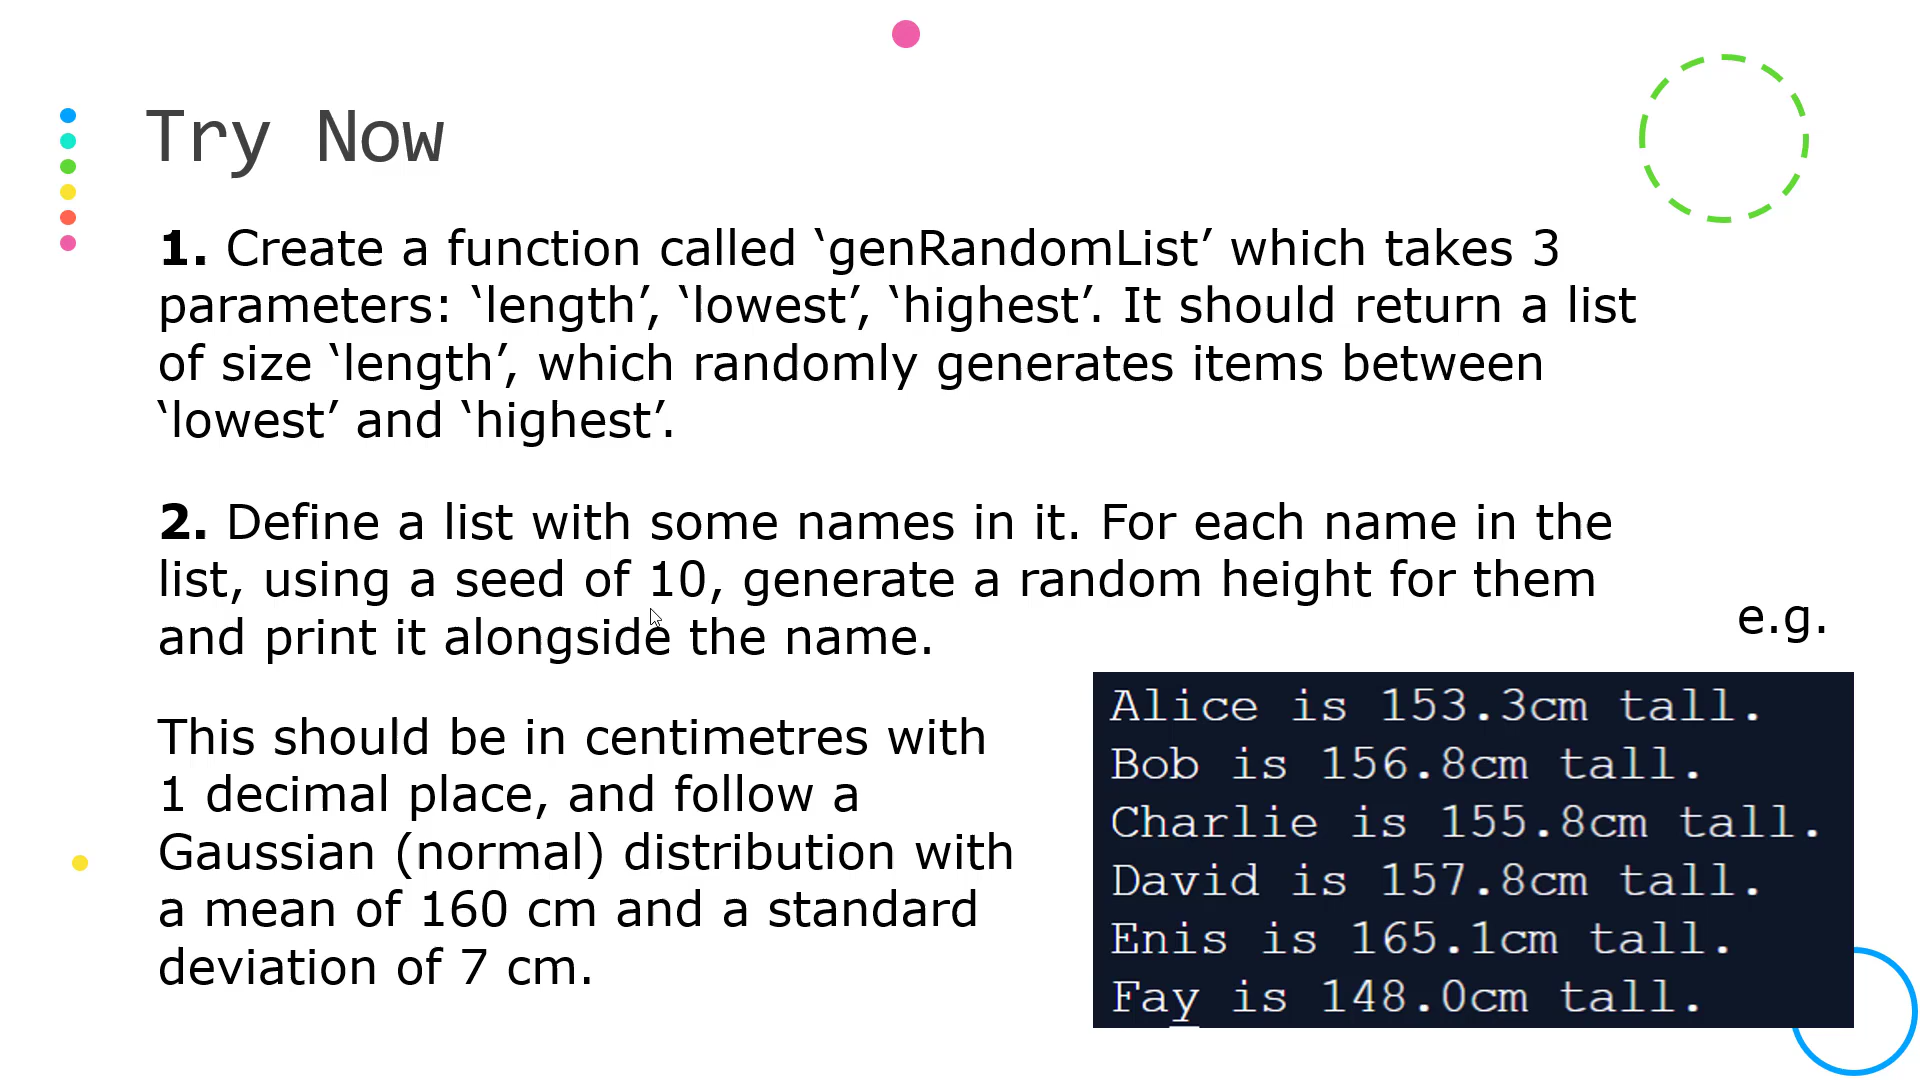 Try Now
1. Create a function called ‘genRandomList’ which takes 3
parameters: ‘length’, ‘lowest’, ‘highest’. It should return a list
of size ‘length’, which randomly generates items between
‘lowest’ and ‘highest’.
2. Define a list with some names in it. For each name in the
list, using a seed of 10, generate a random height for them
and print it alongside the name.
e.g.
This should be in centimetres with
1 decimal place, and follow a
Gaussian (normal) distribution with
a mean of 160 cm and a standard
deviation of 7 cm.
Alice is 153.3cm tall.
Bob is 156.8cm tall.
Charlie is 155.8cm tall.
David is 157.8cm tall.
Enis is 165.1cm tall.
Fay is 148.0cm tall.